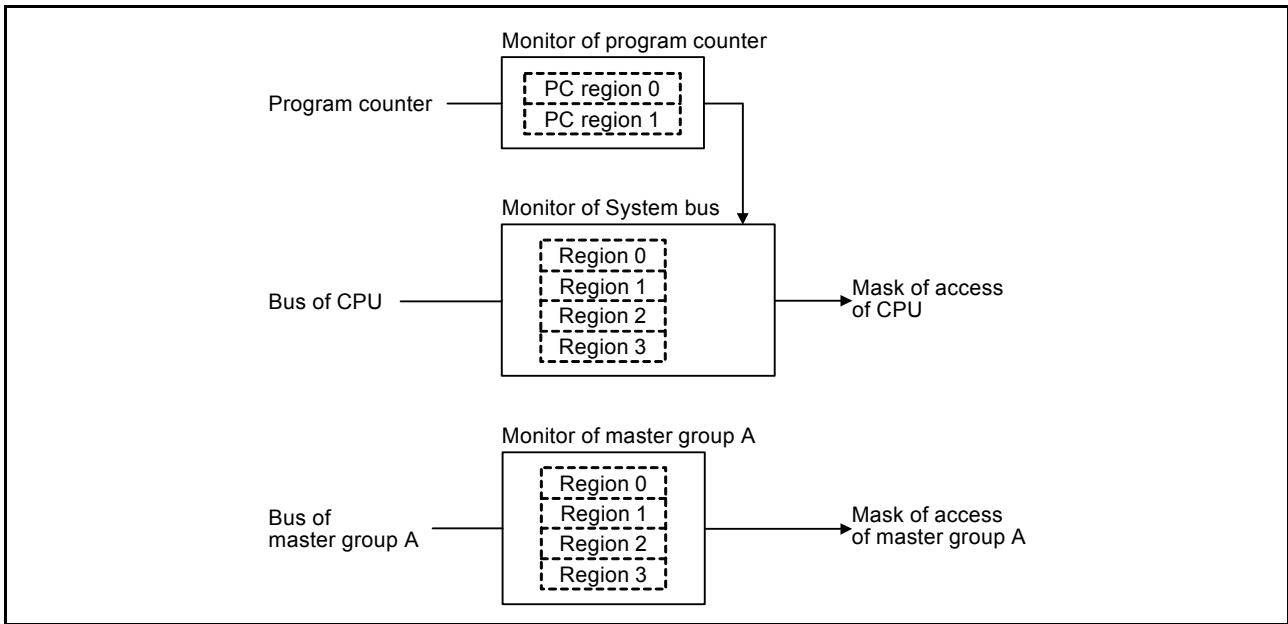 Monitor of program counter
Program counter
PC region 0
PC region 1
Monitor of System bus
Bus of CPU
Region 0
Region 1
Region 2
Region 3
Mask of access
of CPU
Monitor of master group A
Bus of
master group A
Region 0
Region 1
Region 2
Region 3
Mask of access
of master group A